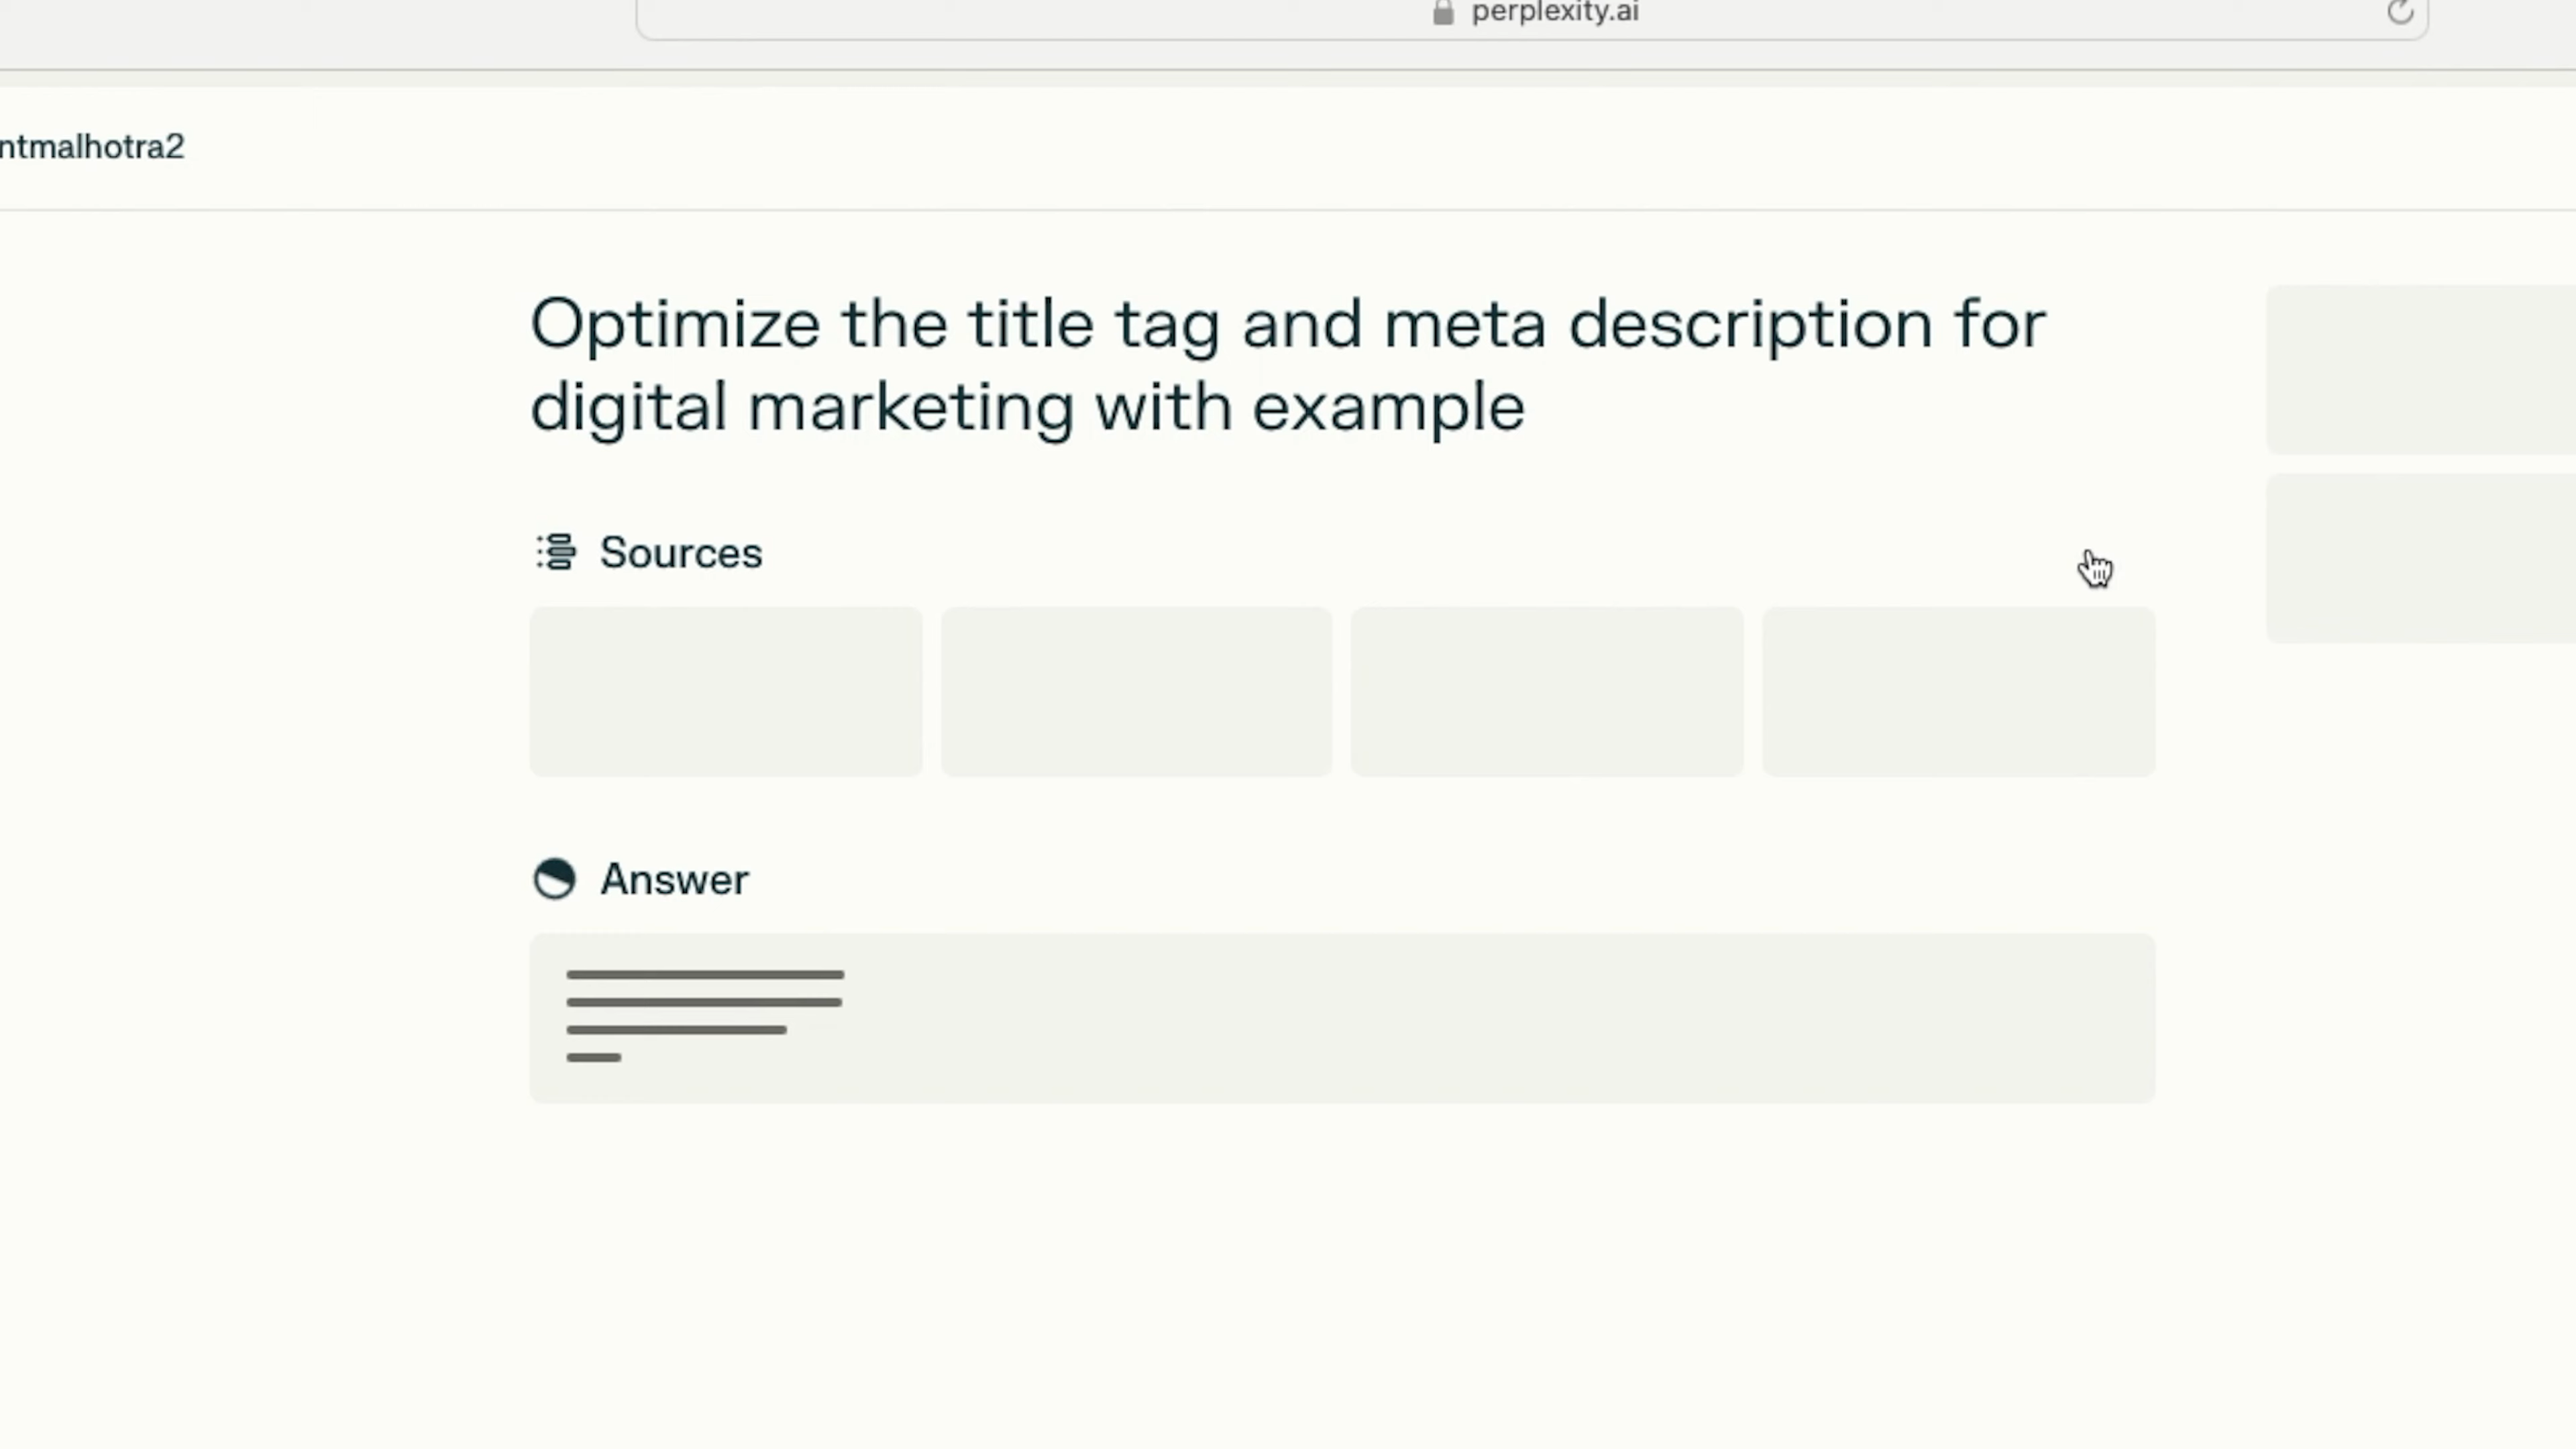 perplexity.ai
ntmalhotra2
Optimize the title tag and meta description for
digital marketing with example
Sources
Answer